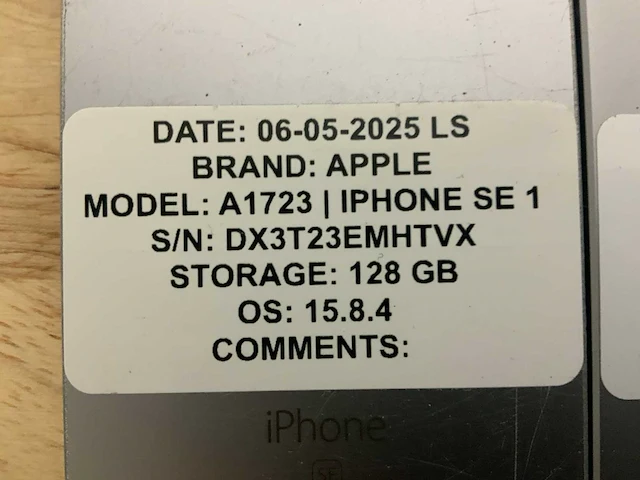 DATE: 06-05-2025 LS
BRAND: APPLE
MODEL: A1723 | IPHONE SE 1
S/N: DX3T23EMHTVX
STORAGE: 128 GB
OS: 15.8.4
COMMENTS:
iPhone
SE